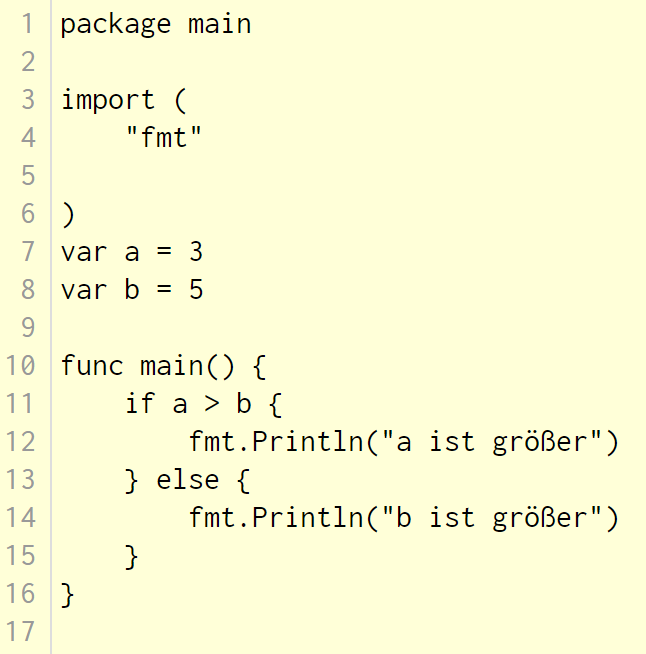 1 package main
2
3 import (
4     "fmt"
5
6 )
7 var a = 3
8 var b = 5
9
10 func main() {
11     if a > b {
12         fmt.Println("a ist größer")
13     } else {
14         fmt.Println("b ist größer")
15     }
16 }
17